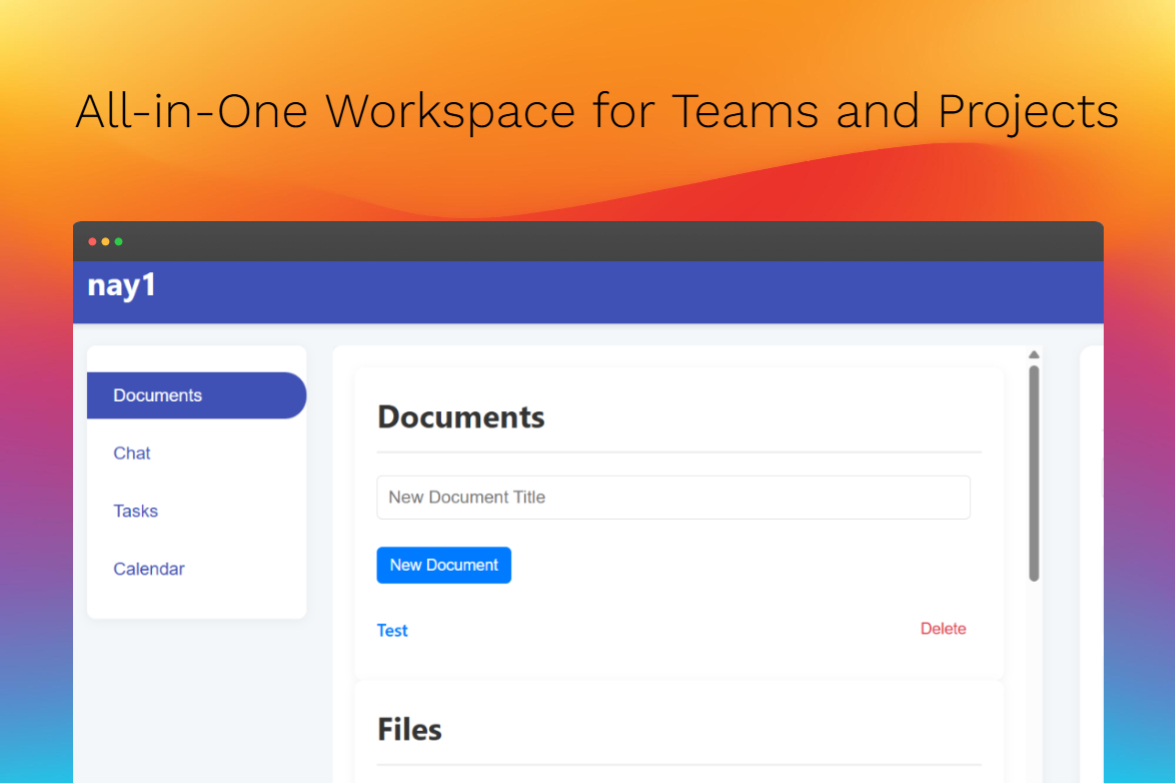 All-in-One Workspace for Teams and Projects
nay1
Documents
Chat
Tasks
Calendar
Documents
New Document Title
New Document
Test
Delete
Files